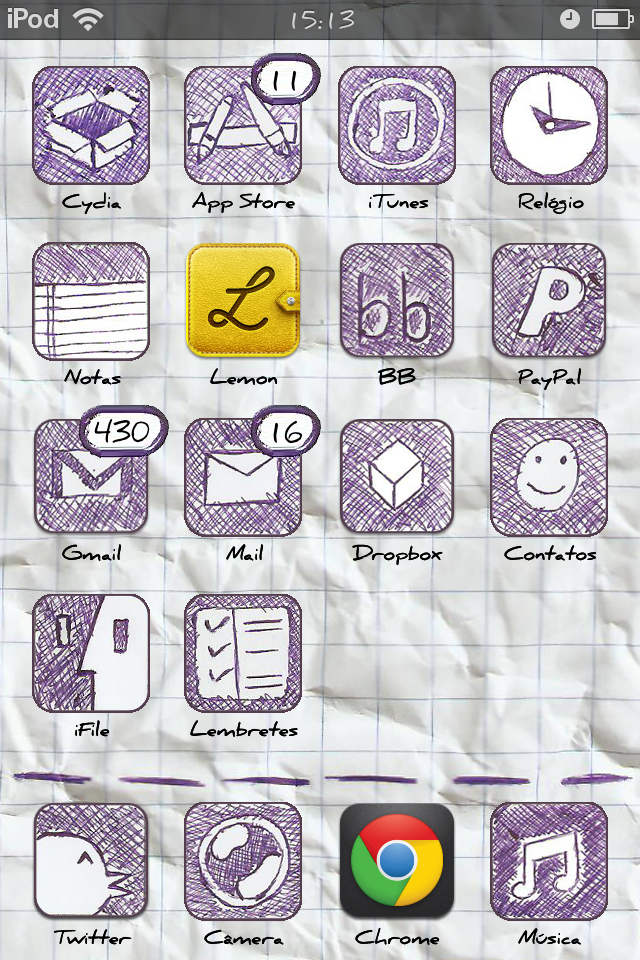 iPod 15:13
11
Cydia App Store iTunes Relógio
L bb P
Notas Lemon BB PayPal
430 16
Gmail Mail Dropbox Contatos
iFile Lembretes
Twitter Câmera Chrome Música